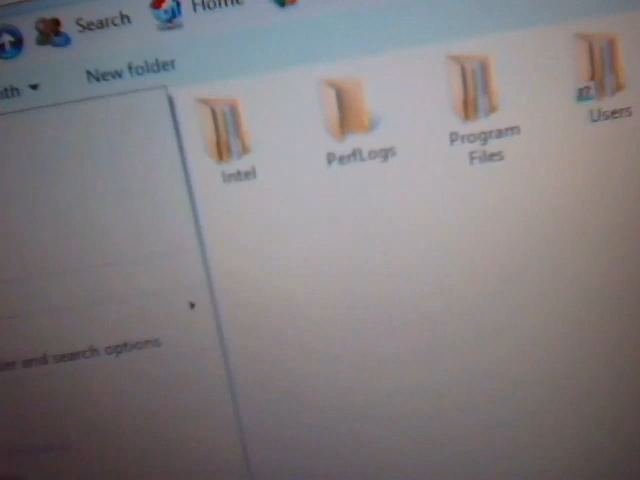 Search
Home
New folder
Intel
PerfLogs
Program
Files
Users
and search options